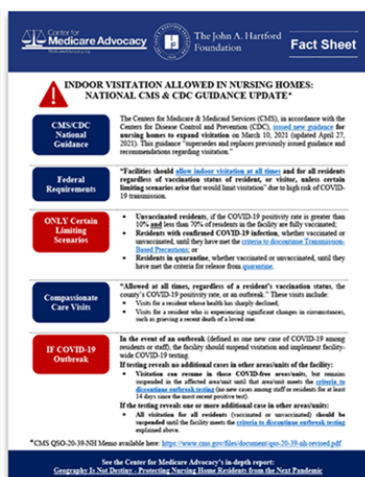 Center for
Medicare Advocacy
The John A. Hartford
Foundation
Fact Sheet
INDOOR VISITATION ALLOWED IN NURSING HOMES:
NATIONAL CMS & CDC GUIDANCE UPDATE*
CMS/CDC
National
Guidance
The Centers for Medicare & Medicaid Services (CMS), in accordance with the
Centers for Disease Control and Prevention (CDC), issued new guidance for
nursing homes to expand visitation on March 10, 2021 (updated April 27,
2021). This guidance "supersedes and replaces previously issued guidance and
recommendations regarding visitation."
Federal
Requirements
"Facilities should allow indoor visitation at all times and for all residents
regardless of vaccination status of resident, or visitor, unless certain
limiting scenarios arise that would limit visitation" due to high risk of COVID-
19 transmission.
ONLY Certain
Limiting
Scenarios
• Unvaccinated residents, if the COVID-19 positivity rate is greater than
10% and less than 70% of residents in the facility are fully vaccinated;
• Residents with confirmed COVID-19 infection, whether vaccinated or
unvaccinated, until they have met the criteria to discontinue Transmission-
Based Precautions; or
• Residents in quarantine, whether vaccinated or unvaccinated, until they
have met the criteria for release from quarantine.
Compassionate
Care Visits
"Allowed at all times, regardless of a resident's vaccination status, the
county's COVID-19 positivity rate, or an outbreak." These visits include:
• Visits for a resident whose health has sharply declined;
• Visits for a resident who is experiencing significant changes in circumstances,
such as grieving a recent death of a loved one.
IF COVID-19
Outbreak
In the event of an outbreak (defined as one new case of COVID-19 among
residents or staff), the facility should suspend visitation and implement facility-
wide COVID-19 testing.
If testing reveals no additional cases in other areas/units of the facility:
• Visitation can resume in these COVID-free areas/units, but remains
suspended in the affected area/unit until that area/unit meets the criteria to
discontinue outbreak testing (no new cases among staff or residents for at least
14 days since the most recent positive test).
If the testing reveals one or more additional case in other areas/units:
• All visitation for all residents (vaccinated or unvaccinated) should be
suspended until the facility meets the criteria to discontinue outbreak testing
explained above.
*CMS QSO-20-39-NH Memo available here: https://www.cms.gov/files/document/qso-20-39-nh-revised.pdf
See the Center for Medicare Advocacy's in-depth report:
Geography Is Not Destiny - Protecting Nursing Home Residents from the Next Pandemic